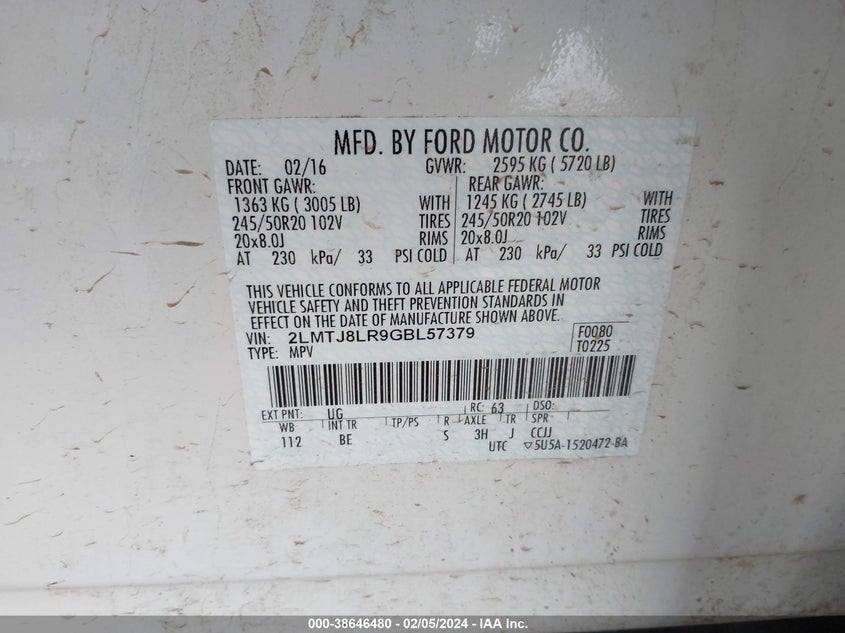 MFD. BY FORD MOTOR CO.
DATE: 02/16 GVWR: 2595 KG ( 5720 LB)
FRONT GAWR: REAR GAWR:
1363 KG ( 3005 LB) WITH 1245 KG ( 2745 LB) WITH
245/50R20 102V TIRES 245/50R20 102V TIRES
20x8.0J RIMS 20x8.0J RIMS
AT 230 kPa/ 33 PSI COLD AT 230 kPa/ 33 PSI COLD
THIS VEHICLE CONFORMS TO ALL APPLICABLE FEDERAL MOTOR
VEHICLE SAFETY AND THEFT PREVENTION STANDARDS IN
EFFECT ON THE DATE OF MANUFACTURE SHOWN ABOVE.
VIN: 2LMTJ8LR9GBL57379 F0080
TYPE: MPV T0225
EXT PNT: UG RC: 63 DSO:
WB INT TR TP/PS R AXLE TR SPR
112 BE S 3H J CCJJ
UTC ▽5U5A-1520472-BA
000-38646480 - 02/05/2024 - IAA Inc.